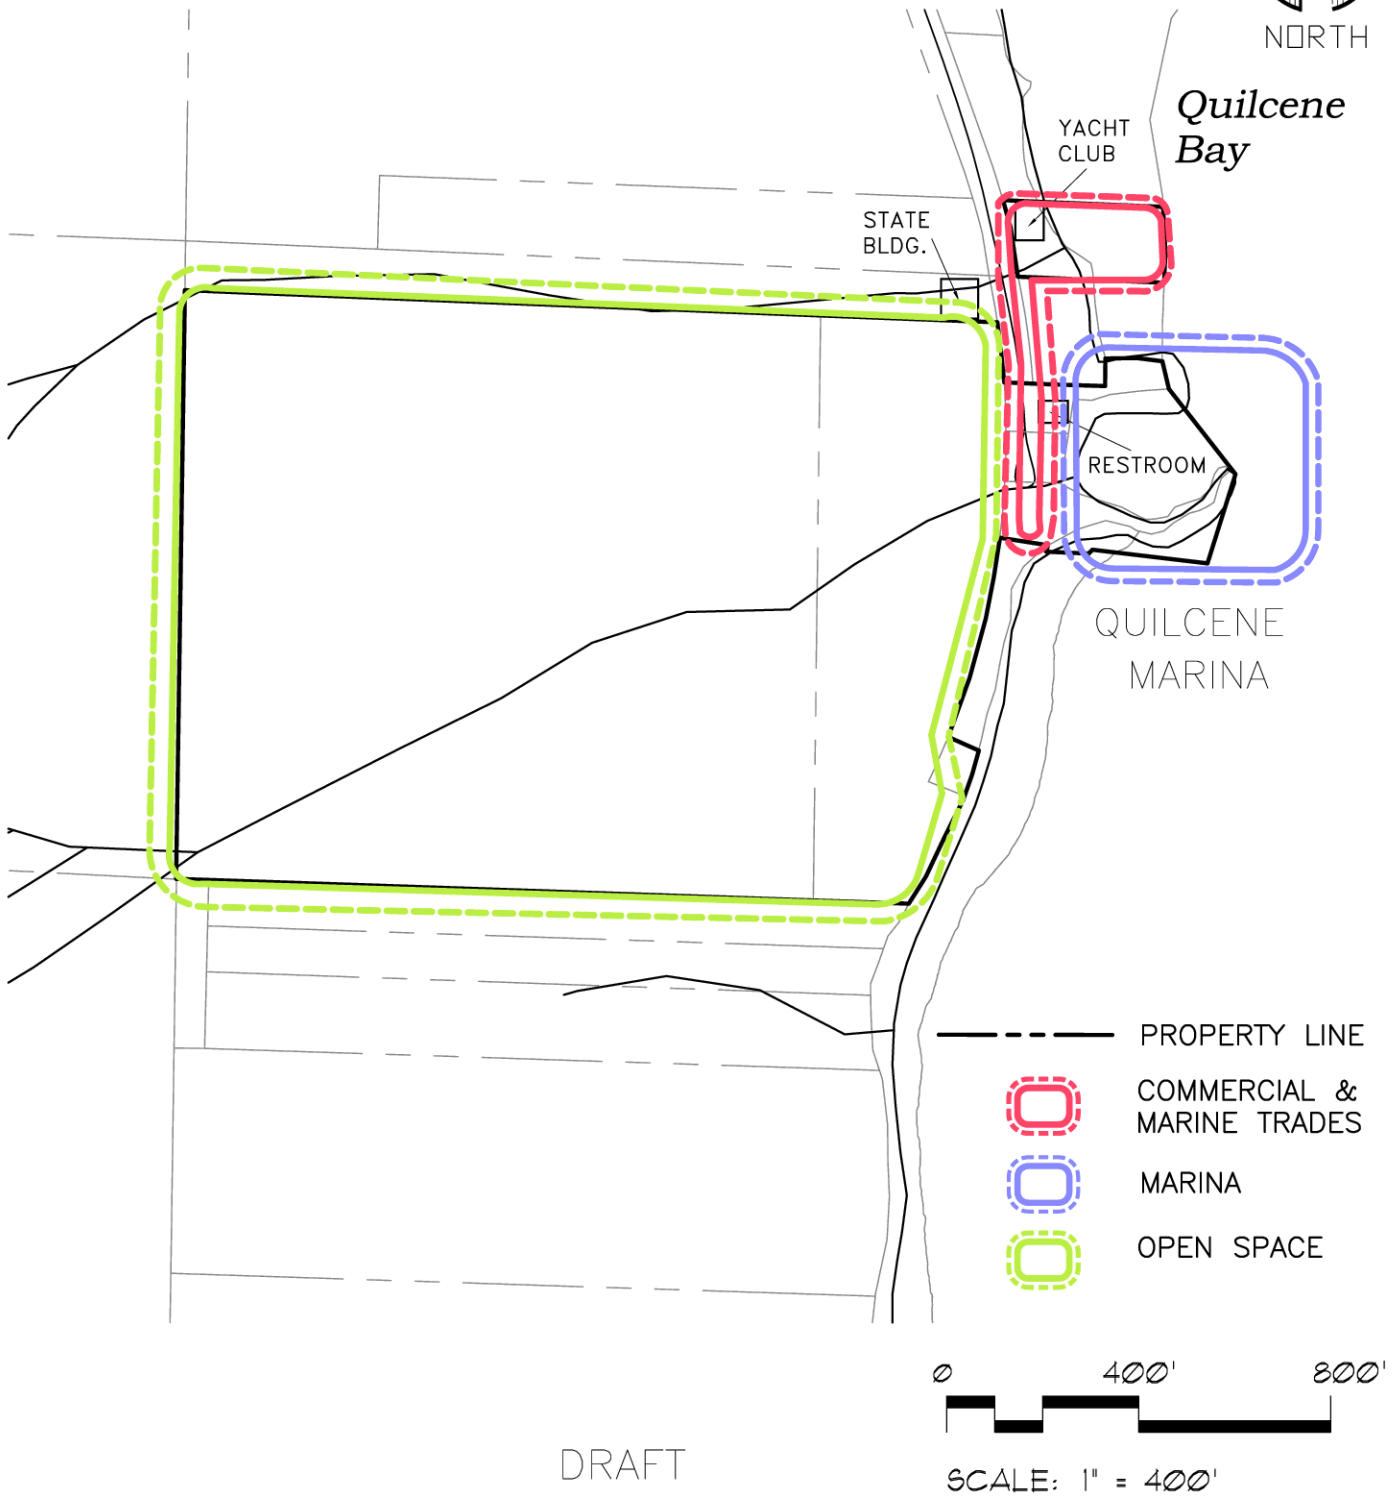 NORTH
Quilcene
Bay
YACHT
CLUB
STATE
BLDG.
RESTROOM
QUILCENE
MARINA
PROPERTY LINE
COMMERCIAL &
MARINE TRADES
MARINA
OPEN SPACE
0 400' 800'
DRAFT
SCALE: 1" = 400'